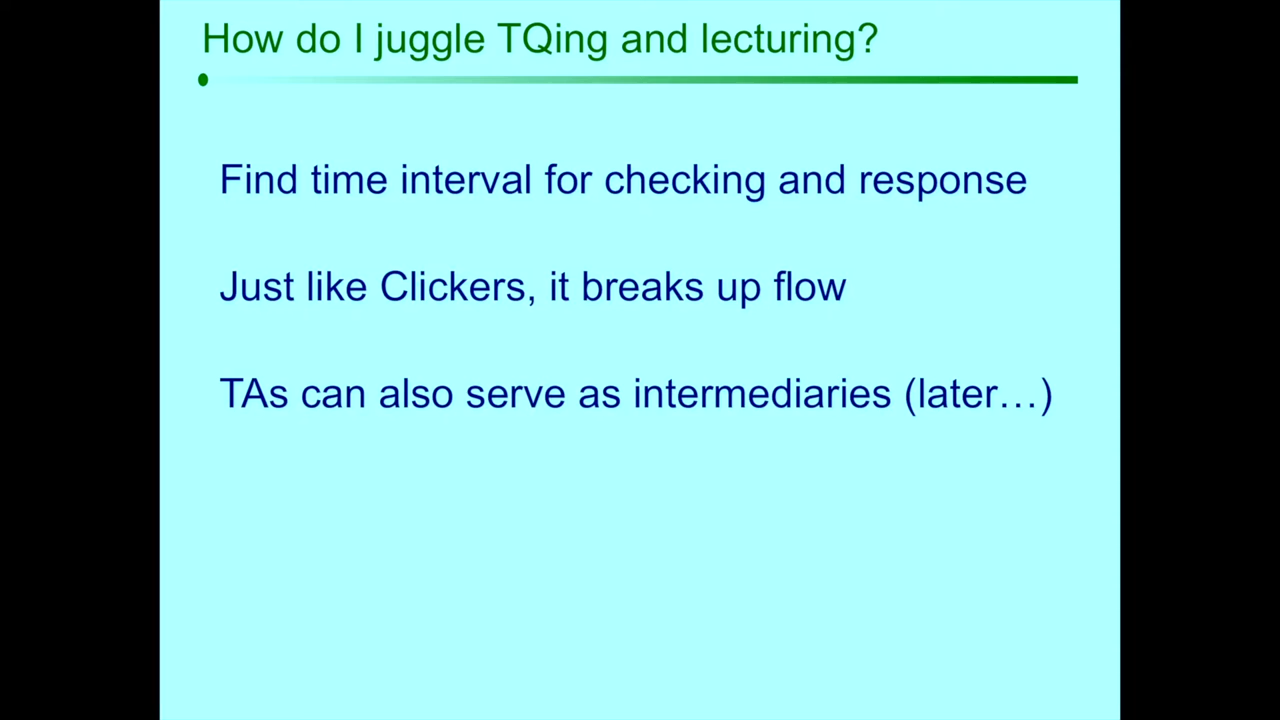 How do I juggle TQing and lecturing?
Find time interval for checking and response
Just like Clickers, it breaks up flow
TAs can also serve as intermediaries (later…)